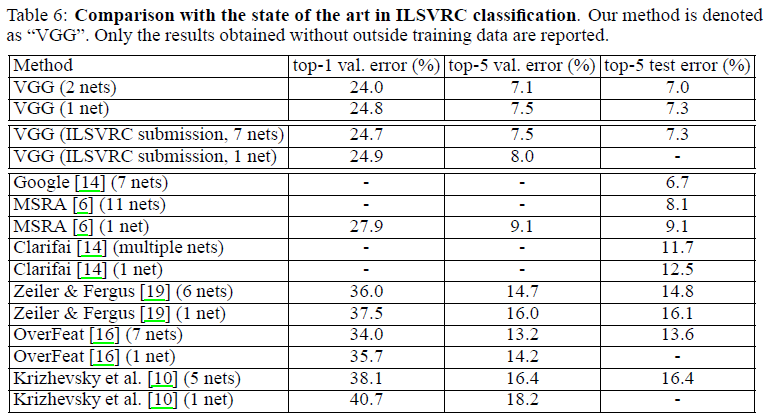 Table 6: Comparison with the state of the art in ILSVRC classification. Our method is denoted
as “VGG”. Only the results obtained without outside training data are reported.
Method top-1 val. error (%) top-5 val. error (%) top-5 test error (%)
VGG (2 nets) 24.0 7.1 7.0
VGG (1 net) 24.8 7.5 7.3
VGG (ILSVRC submission, 7 nets) 24.7 7.5 7.3
VGG (ILSVRC submission, 1 net) 24.9 8.0 -
Google [14] (7 nets) - - 6.7
MSRA [6] (11 nets) - - 8.1
MSRA [6] (1 net) 27.9 9.1 9.1
Clarifai [14] (multiple nets) - - 11.7
Clarifai [14] (1 net) - - 12.5
Zeiler & Fergus [19] (6 nets) 36.0 14.7 14.8
Zeiler & Fergus [19] (1 net) 37.5 16.0 16.1
OverFeat [16] (7 nets) 34.0 13.2 13.6
OverFeat [16] (1 net) 35.7 14.2 -
Krizhevsky et al. [10] (5 nets) 38.1 16.4 16.4
Krizhevsky et al. [10] (1 net) 40.7 18.2 -